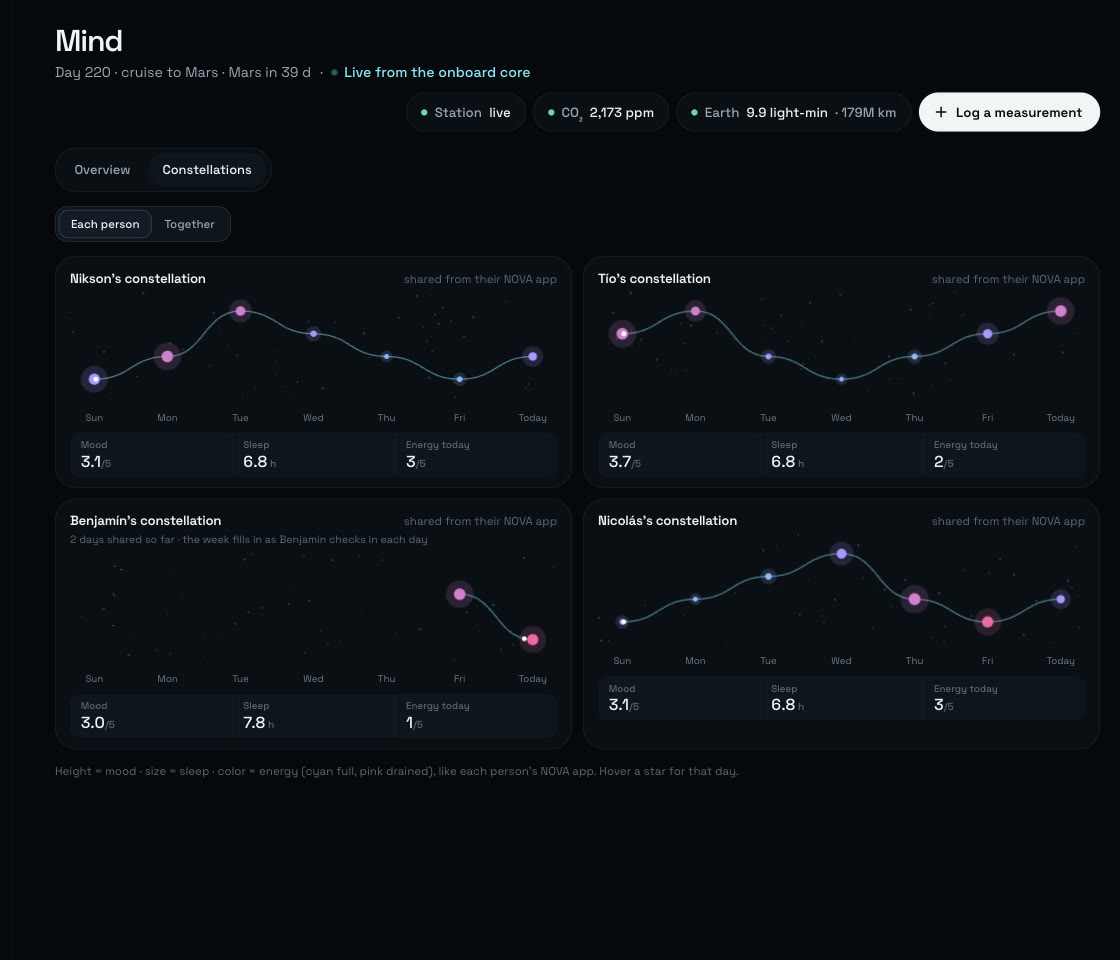 Mind
Day 220 · cruise to Mars · Mars in 39 d · Live from the onboard core
Station live
CO₂ 2,173 ppm
Earth 9.9 light-min · 179M km
+ Log a measurement
Overview
Constellations
Each person
Together
Nikson's constellation
shared from their NOVA app
Sun Mon Tue Wed Thu Fri Today
Mood Sleep Energy today
3.1/5 6.8 h 3/5
Tío's constellation
shared from their NOVA app
Sun Mon Tue Wed Thu Fri Today
Mood Sleep Energy today
3.7/5 6.8 h 2/5
Benjamín's constellation
shared from their NOVA app
2 days shared so far · the week fills in as Benjamín checks in each day
Sun Mon Tue Wed Thu Fri Today
Mood Sleep Energy today
3.0/5 7.8 h 1/5
Nicolás's constellation
shared from their NOVA app
Sun Mon Tue Wed Thu Fri Today
Mood Sleep Energy today
3.1/5 6.8 h 3/5
Height = mood · size = sleep · color = energy (cyan full, pink drained), like each person's NOVA app. Hover a star for that day.